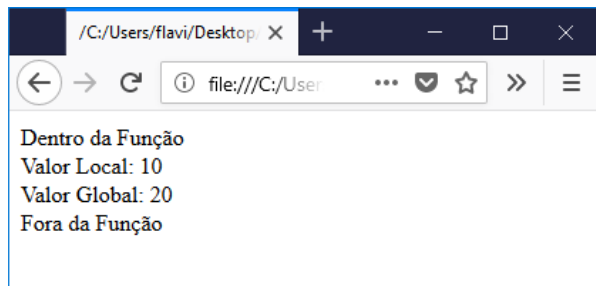 /C:/Users/flavi/Desktop/
file:///C:/User
Dentro da Função
Valor Local: 10
Valor Global: 20
Fora da Função